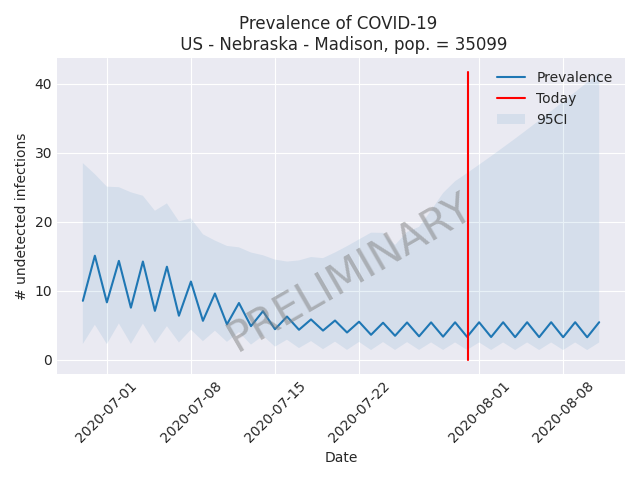 Prevalence of COVID-19
US - Nebraska - Madison, pop. = 35099
Prevalence
Today
95CI
# undetected infections
40
30
20
10
0
PRELIMINARY
2020-07-01
2020-07-08
2020-07-15
2020-07-22
2020-08-01
2020-08-08
Date